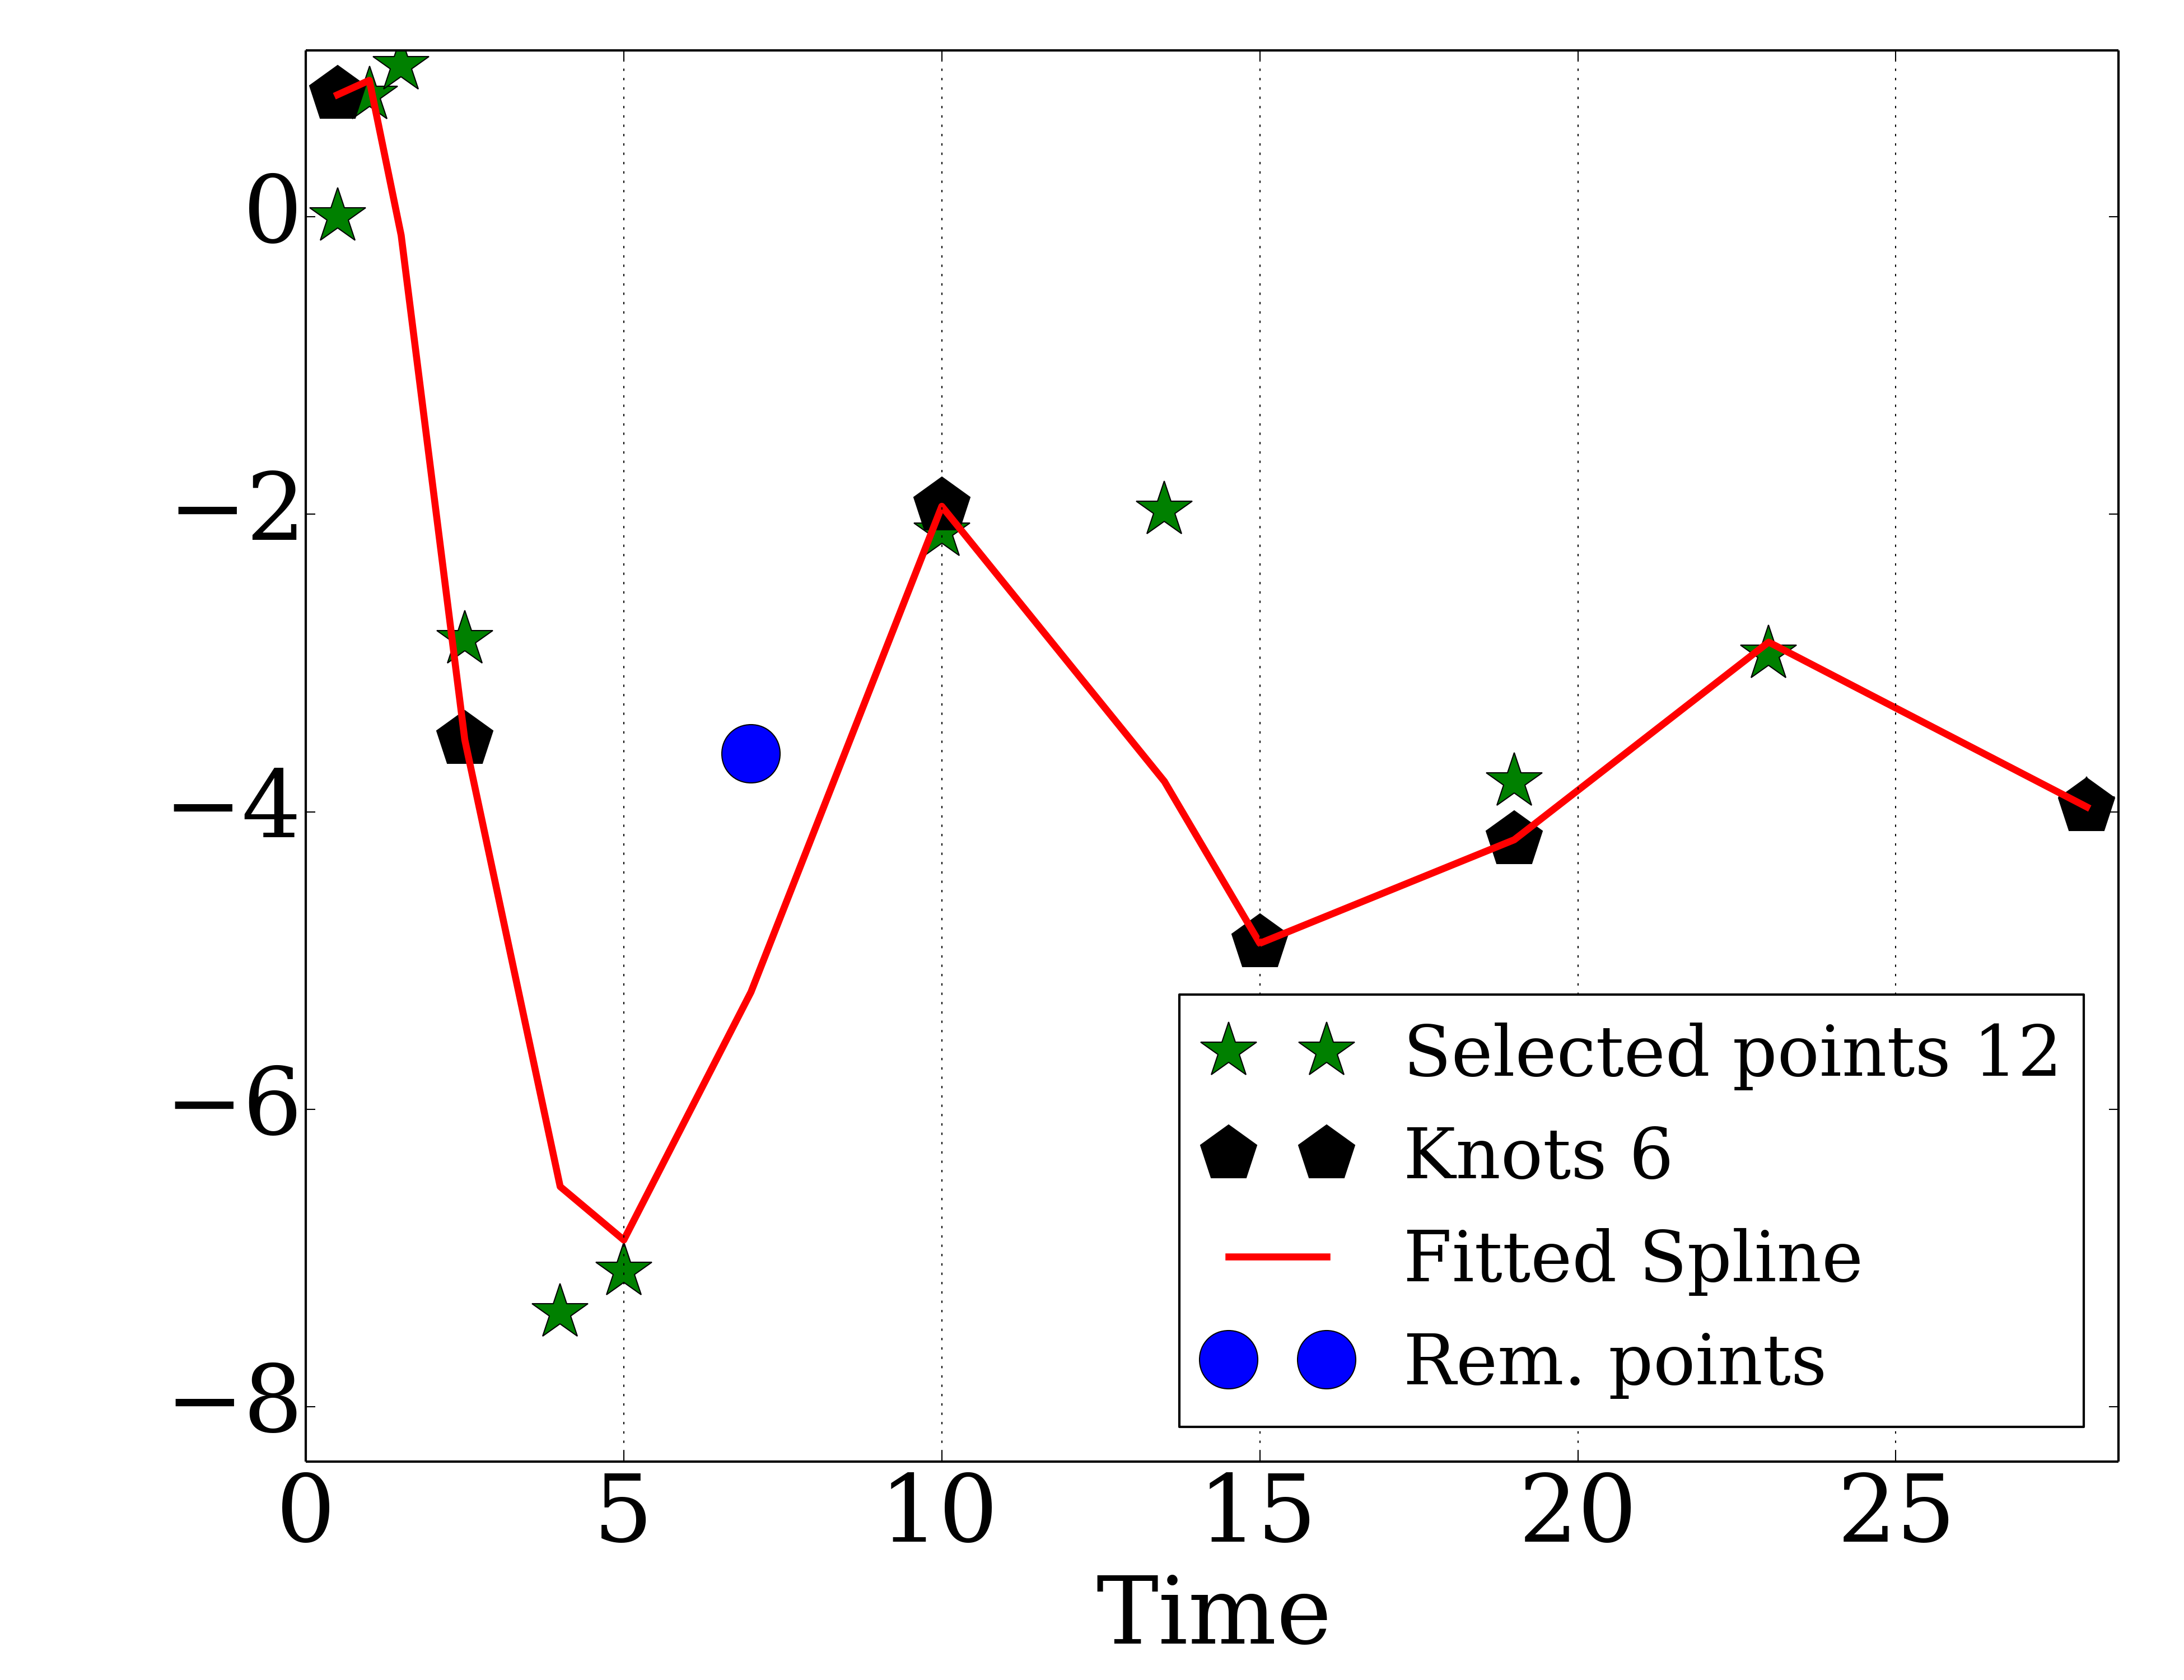 0
−2
−4
−6
−8
0 5 10 15 20 25
Time
Selected points 12
Knots 6
Fitted Spline
Rem. points